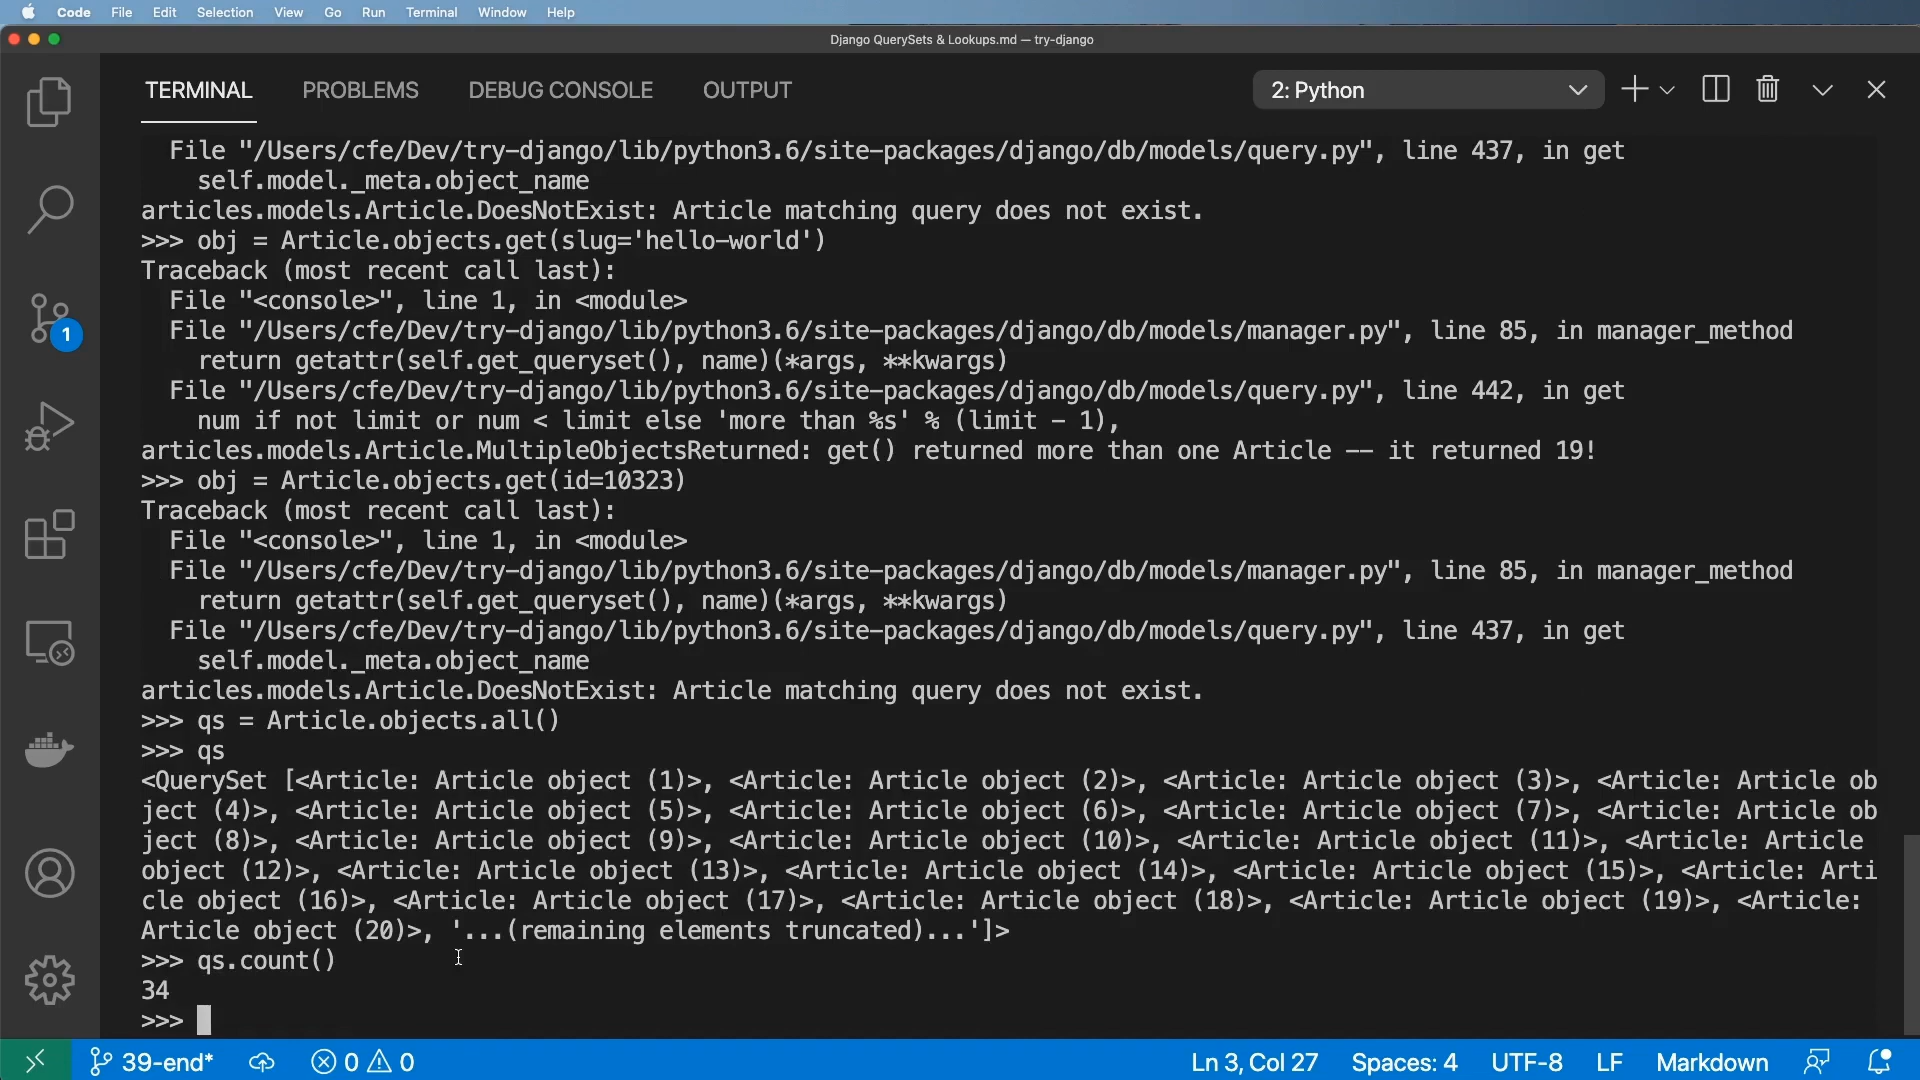 Code File Edit Selection View Go Run Terminal Window Help
Django QuerySets & Lookups.md — try-django
TERMINAL PROBLEMS DEBUG CONSOLE OUTPUT 2: Python
File "/Users/cfe/Dev/try-django/lib/python3.6/site-packages/django/db/models/query.py", line 437, in get
self.model._meta.object_name
articles.models.Article.DoesNotExist: Article matching query does not exist.
>>> obj = Article.objects.get(slug='hello-world')
Traceback (most recent call last):
File "<console>", line 1, in <module>
File "/Users/cfe/Dev/try-django/lib/python3.6/site-packages/django/db/models/manager.py", line 85, in manager_method
return getattr(self.get_queryset(), name)(*args, **kwargs)
File "/Users/cfe/Dev/try-django/lib/python3.6/site-packages/django/db/models/query.py", line 442, in get
num if not limit or num < limit else 'more than %s' % (limit - 1),
articles.models.Article.MultipleObjectsReturned: get() returned more than one Article -- it returned 19!
>>> obj = Article.objects.get(id=10323)
Traceback (most recent call last):
File "<console>", line 1, in <module>
File "/Users/cfe/Dev/try-django/lib/python3.6/site-packages/django/db/models/manager.py", line 85, in manager_method
return getattr(self.get_queryset(), name)(*args, **kwargs)
File "/Users/cfe/Dev/try-django/lib/python3.6/site-packages/django/db/models/query.py", line 437, in get
self.model._meta.object_name
articles.models.Article.DoesNotExist: Article matching query does not exist.
>>> qs = Article.objects.all()
>>> qs
<QuerySet [<Article: Article object (1)>, <Article: Article object (2)>, <Article: Article object (3)>, <Article: Article ob
ject (4)>, <Article: Article object (5)>, <Article: Article object (6)>, <Article: Article object (7)>, <Article: Article ob
ject (8)>, <Article: Article object (9)>, <Article: Article object (10)>, <Article: Article object (11)>, <Article: Article
object (12)>, <Article: Article object (13)>, <Article: Article object (14)>, <Article: Article object (15)>, <Article: Arti
cle object (16)>, <Article: Article object (17)>, <Article: Article object (18)>, <Article: Article object (19)>, <Article:
Article object (20)>, '...(remaining elements truncated)...']>
>>> qs.count()
34
>>>
1
39-end* 0 0 Ln 3, Col 27 Spaces: 4 UTF-8 LF Markdown